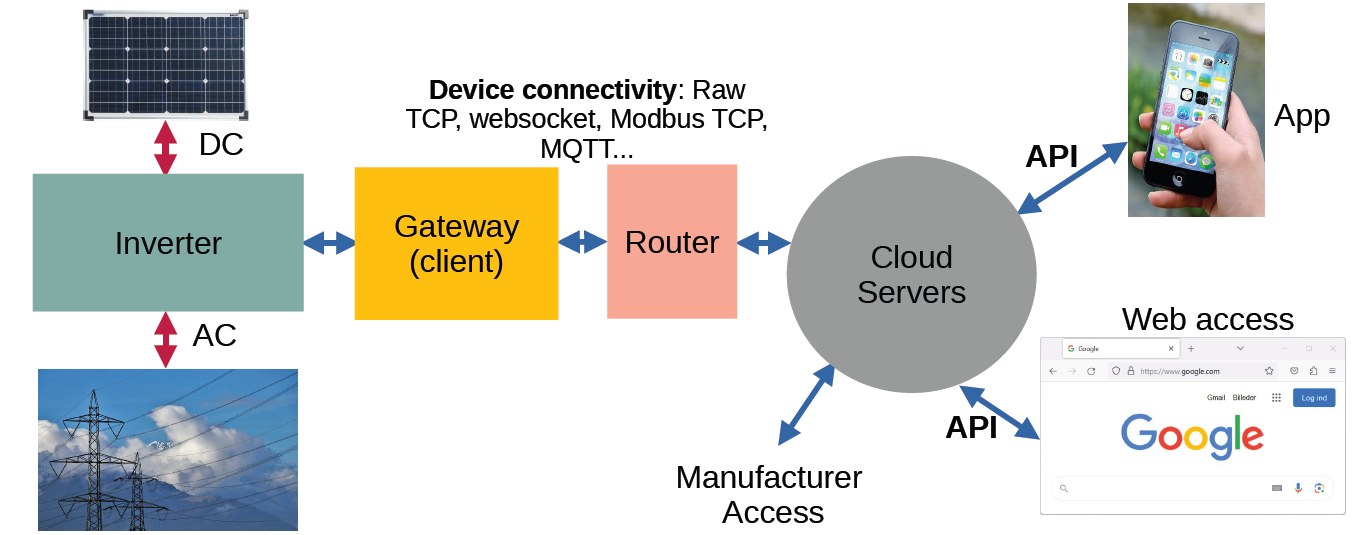 DC
Device connectivity: Raw
TCP, websocket, Modbus TCP,
MQTT...
API
App
Inverter
Gateway
(client)
Router
Cloud
Servers
AC
Web access
Google
https://www.google.com
Gmail Billeder
Log ind
Google
API
Manufacturer
Access